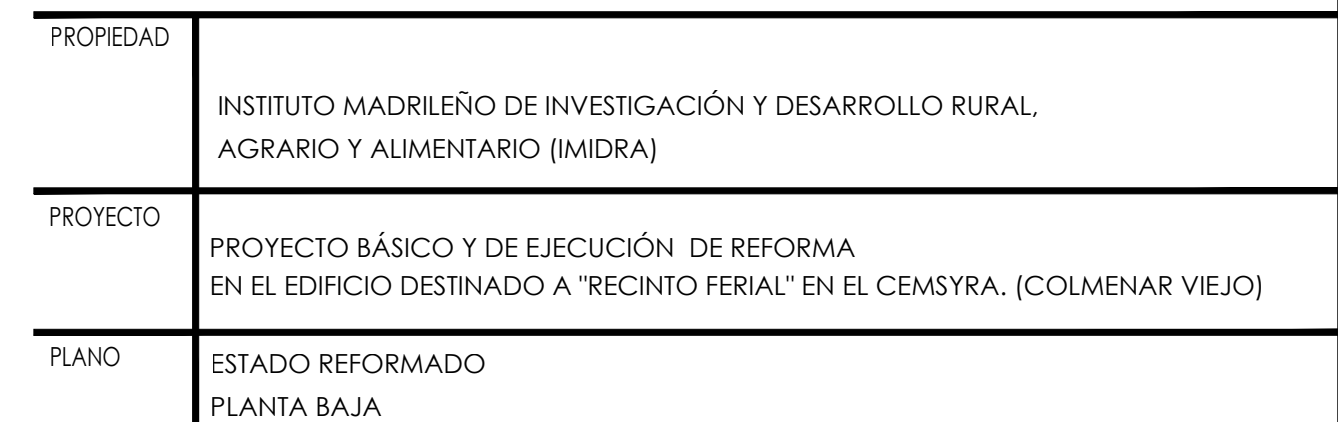 PROPIEDAD
INSTITUTO MADRILEÑO DE INVESTIGACIÓN Y DESARROLLO RURAL,
AGRARIO Y ALIMENTARIO (IMIDRA)
PROYECTO
PROYECTO BÁSICO Y DE EJECUCIÓN DE REFORMA
EN EL EDIFICIO DESTINADO A "RECINTO FERIAL" EN EL CEMSYRA. (COLMENAR VIEJO)
PLANO
ESTADO REFORMADO
PLANTA BAJA